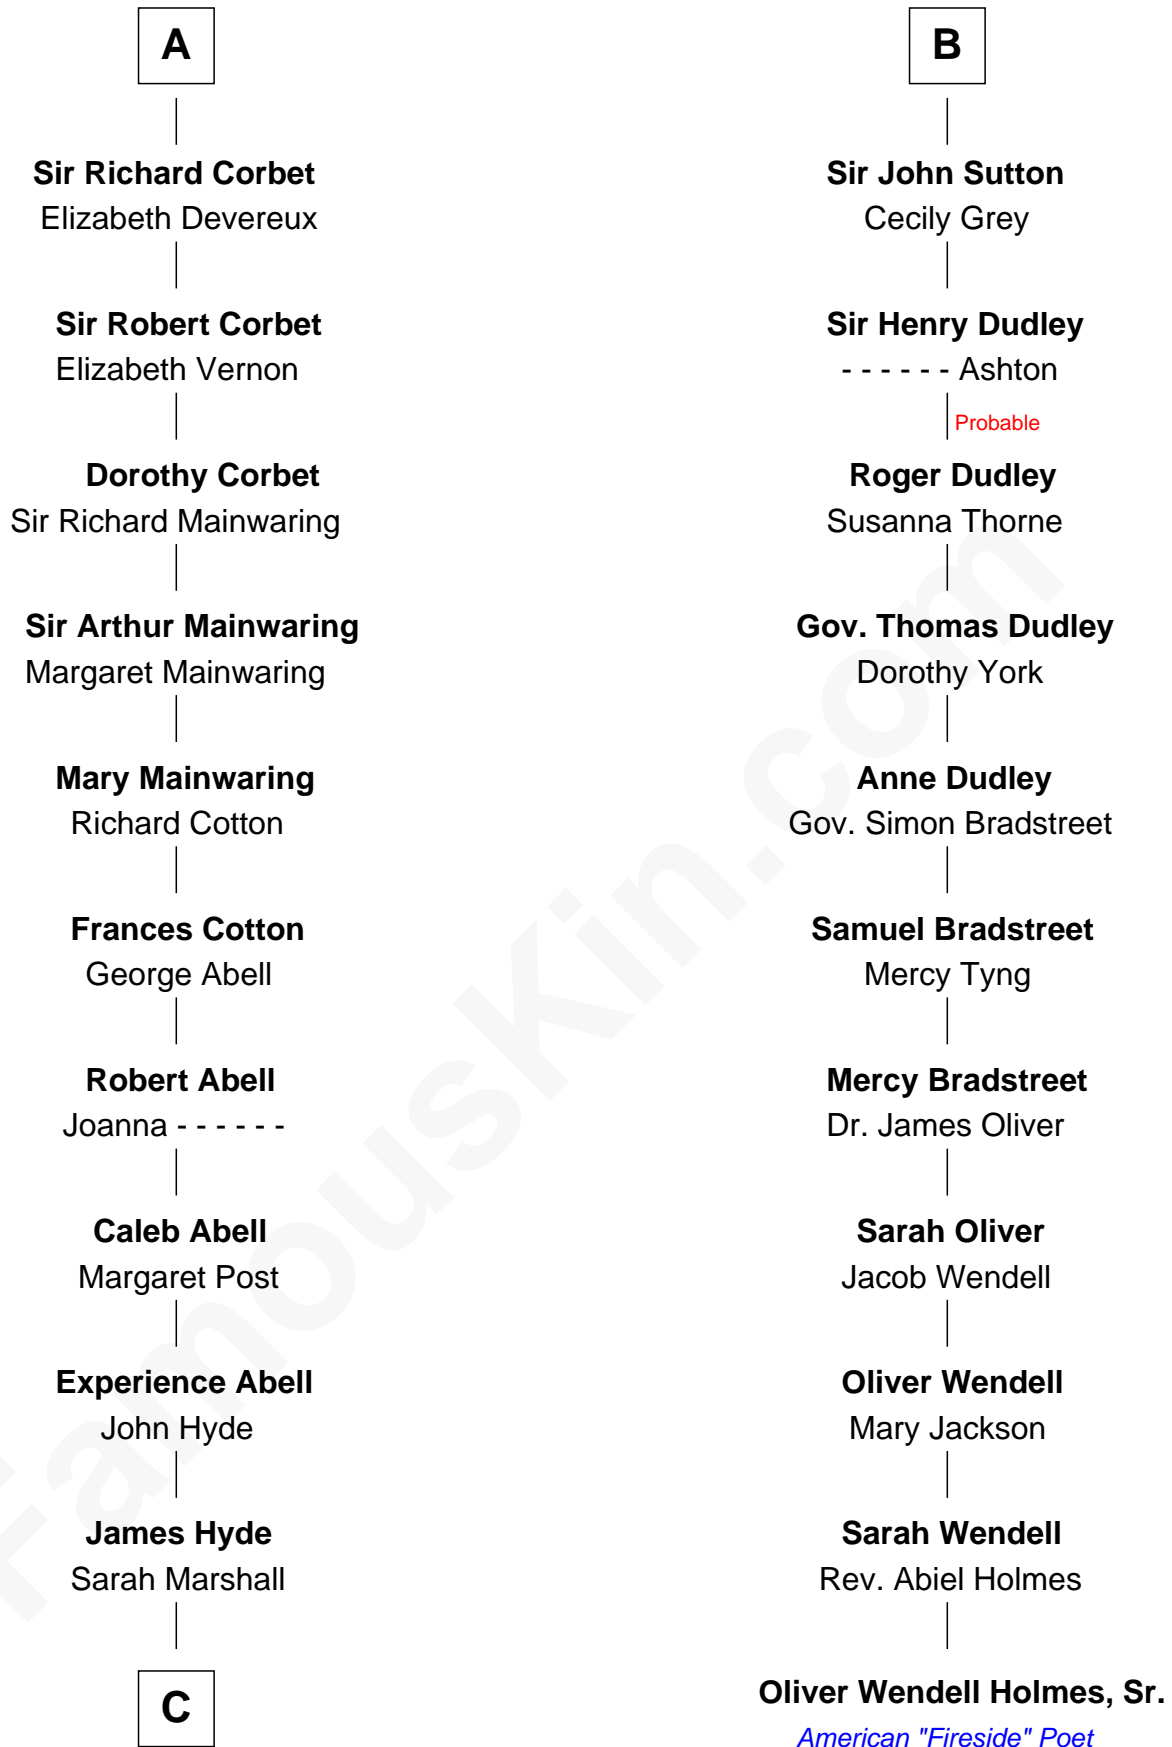 A
Sir Richard Corbet
Elizabeth Devereux
Sir Robert Corbet
Elizabeth Vernon
Dorothy Corbet
Sir Richard Mainwaring
Sir Arthur Mainwaring
Margaret Mainwaring
Mary Mainwaring
Richard Cotton
Frances Cotton
George Abell
Robert Abell
Joanna - - - - - -
Caleb Abell
Margaret Post
Experience Abell
John Hyde
James Hyde
Sarah Marshall
C
B
Sir John Sutton
Cecily Grey
Sir Henry Dudley
- - - - - - Ashton
Probable
Roger Dudley
Susanna Thorne
Gov. Thomas Dudley
Dorothy York
Anne Dudley
Gov. Simon Bradstreet
Samuel Bradstreet
Mercy Tyng
Mercy Bradstreet
Dr. James Oliver
Sarah Oliver
Jacob Wendell
Oliver Wendell
Mary Jackson
Sarah Wendell
Rev. Abiel Holmes
Oliver Wendell Holmes, Sr.
American "Fireside" Poet
FamousKin.com